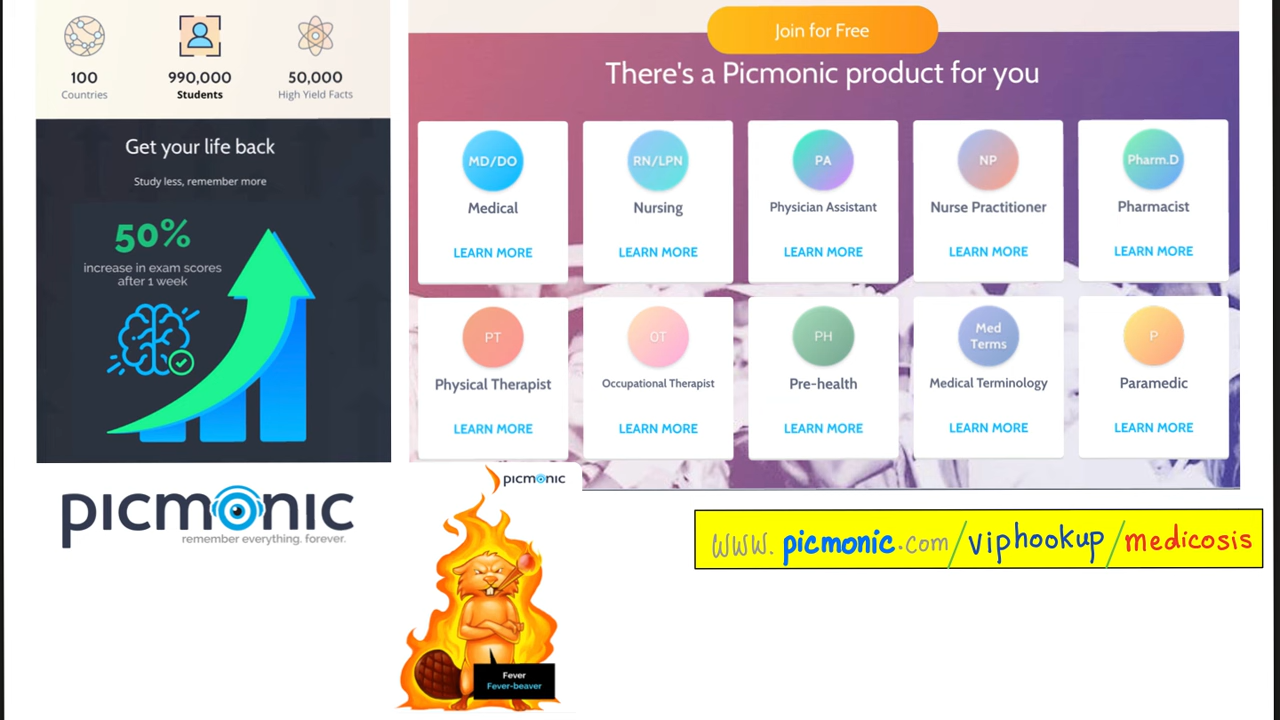 100
Countries
990,000
Students
50,000
High Yield Facts
Get your life back
Study less, remember more
50%
increase in exam scores
after 1 week
picmonic
remember everything. forever.
Join for Free
There's a Picmonic product for you
MD/DO
Medical
LEARN MORE
RN/LPN
Nursing
LEARN MORE
PA
Physician Assistant
LEARN MORE
NP
Nurse Practitioner
LEARN MORE
Pharm.D
Pharmacist
LEARN MORE
PT
Physical Therapist
LEARN MORE
OT
Occupational Therapist
LEARN MORE
PH
Pre-health
LEARN MORE
Med
Terms
Medical Terminology
LEARN MORE
P
Paramedic
LEARN MORE
picmonic
Fever
Fever-beaver
www.picmonic.com/viphookup/medicosis